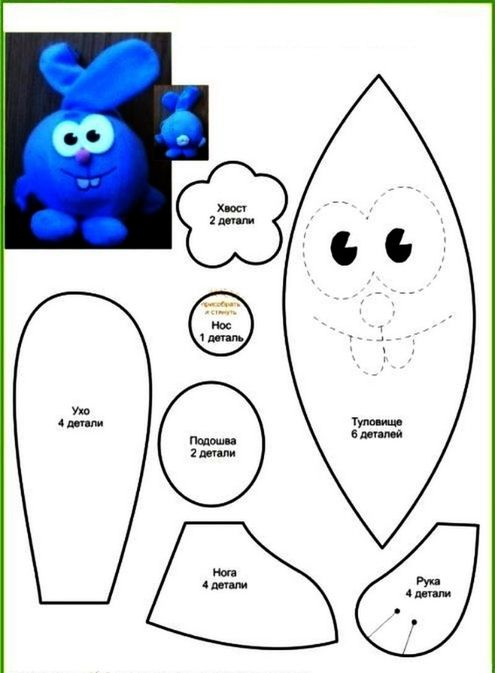 Хвост
2 детали
присобрать
и стянуть
Нос
1 деталь
Ухо
4 детали
Подошва
2 детали
Туловище
6 деталей
Нога
4 детали
Рука
4 детали